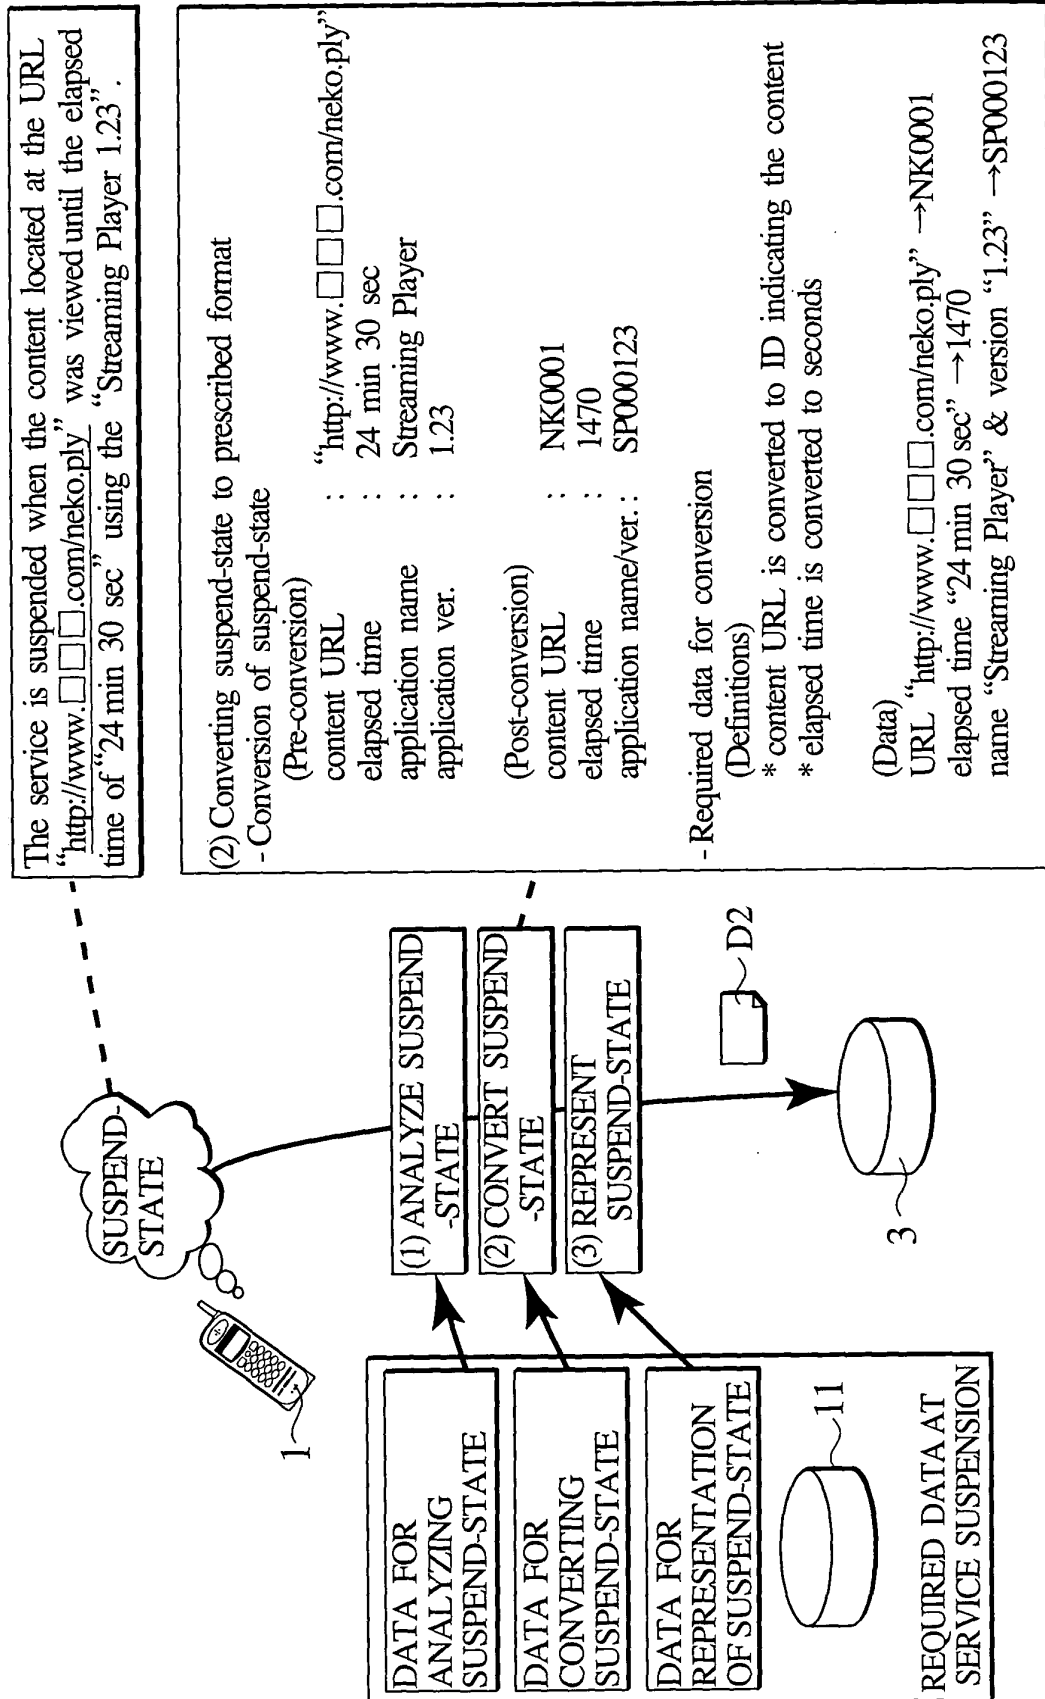 The service is suspended when the content located at the URL
“http://www.□□□.com/neko.ply” was viewed until the elapsed
time of “24 min 30 sec” using the “Streaming Player 1.23”.
SUSPEND-
STATE
1
(1) ANALYZE SUSPEND
-STATE
(2) CONVERT SUSPEND
-STATE
(3) REPRESENT
SUSPEND-STATE
D2
3
DATA FOR
ANALYZING
SUSPEND-STATE
DATA FOR
CONVERTING
SUSPEND-STATE
DATA FOR
REPRESENTATION
OF SUSPEND-STATE
11
REQUIRED DATA AT
SERVICE SUSPENSION
(2) Converting suspend-state to prescribed format
- Conversion of suspend-state
(Pre-conversion)
content URL : “http://www.□□□.com/neko.ply”
elapsed time : 24 min 30 sec
application name : Streaming Player
application ver. : 1.23
(Post-conversion)
content URL : NK0001
elapsed time : 1470
application name/ver. : SP000123
- Required data for conversion
(Definitions)
* content URL is converted to ID indicating the content
* elapsed time is converted to seconds
(Data)
URL “http://www.□□□.com/neko.ply” →NK0001
elapsed time “24 min 30 sec” →1470
name “Streaming Player” & version “1.23” →SP000123